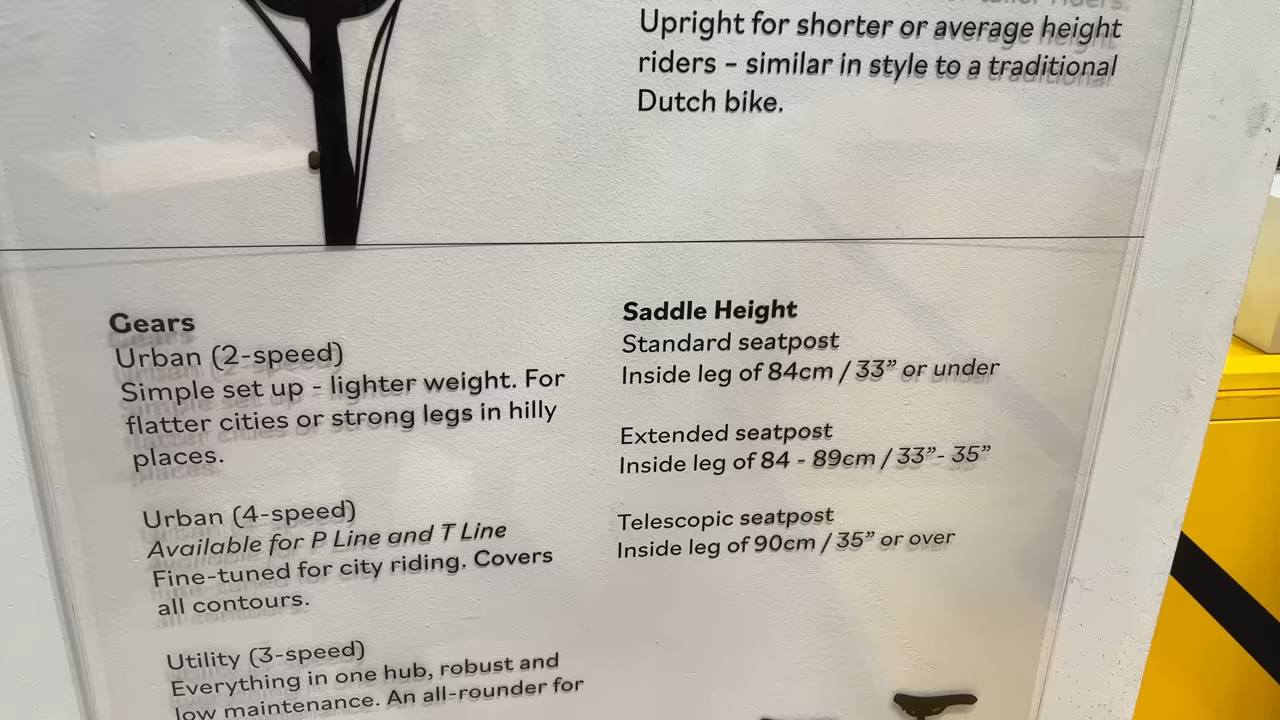 Upright for shorter or average height
riders – similar in style to a traditional
Dutch bike.
Gears
Urban (2-speed)
Simple set up - lighter weight. For
flatter cities or strong legs in hilly
places.
Urban (4-speed)
Available for P Line and T Line
Fine-tuned for city riding. Covers
all contours.
Utility (3-speed)
Everything in one hub, robust and
low maintenance. An all-rounder for
Saddle Height
Standard seatpost
Inside leg of 84cm / 33” or under
Extended seatpost
Inside leg of 84 - 89cm / 33”- 35”
Telescopic seatpost
Inside leg of 90cm / 35” or over